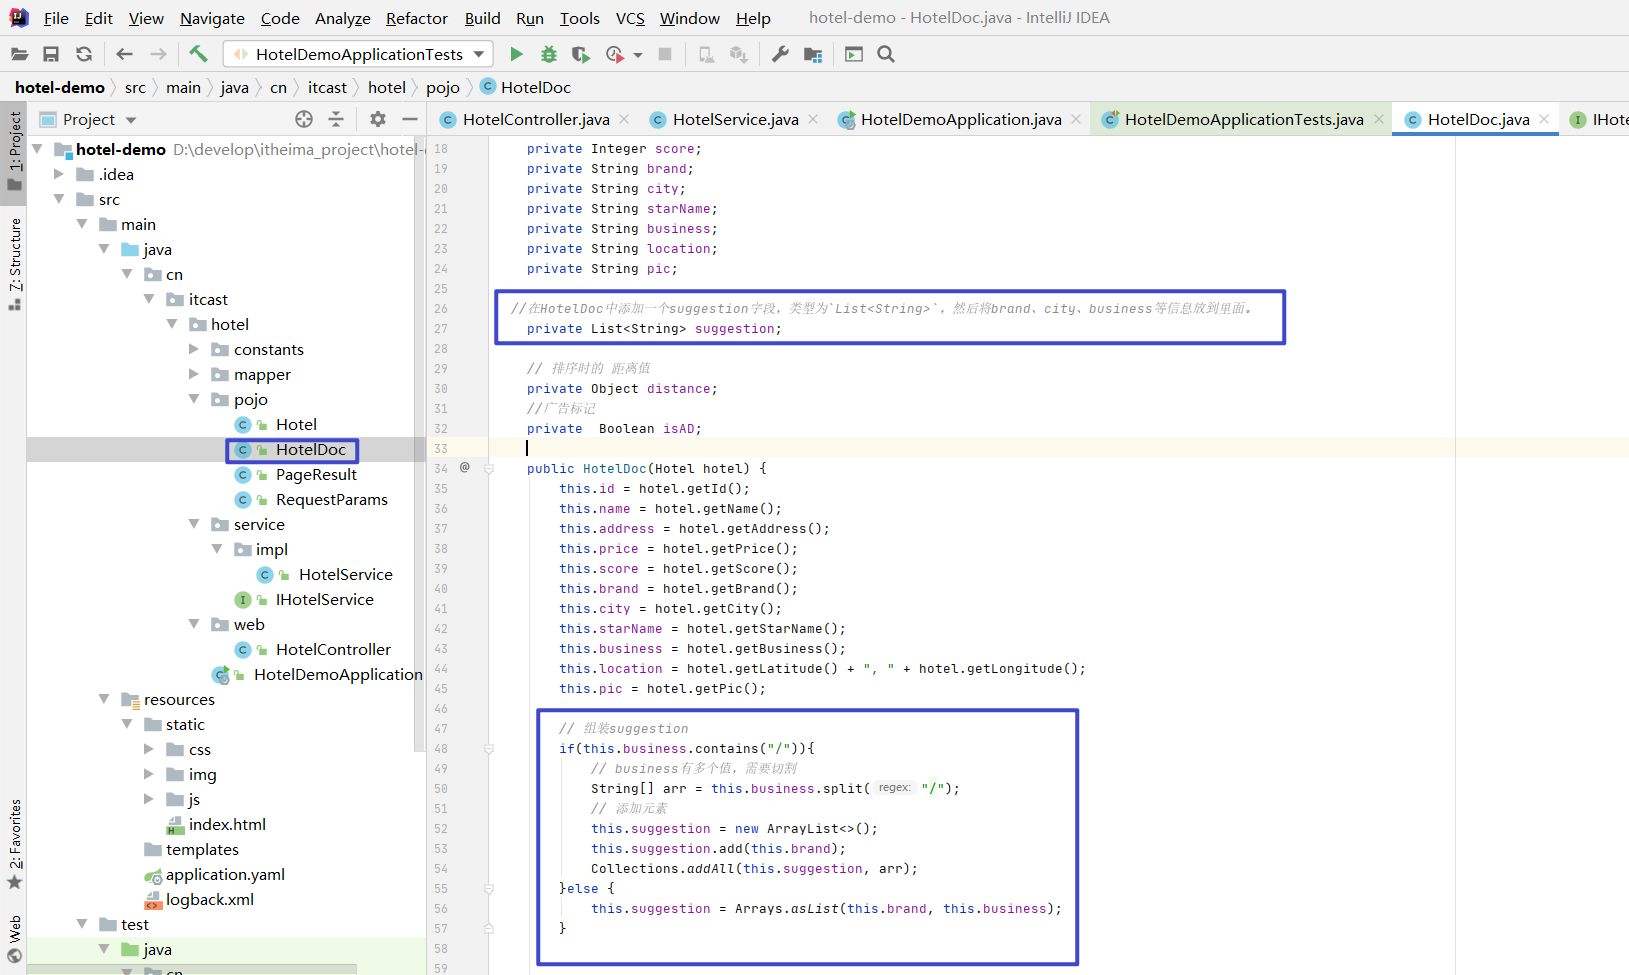 File Edit View Navigate Code Analyze Refactor Build Run Tools VCS Window Help hotel-demo - HotelDoc.java - IntelliJ IDEA
HotelDemoApplicationTests
hotel-demo src main java cn itcast hotel pojo HotelDoc
Project
HotelController.java HotelService.java HotelDemoApplication.java HotelDemoApplicationTests.java HotelDoc.java IHote
1: Project
7: Structure
2: Favorites
Web
hotel-demo D:\develop\itheima_project\hotel-
.idea
src
main
java
cn
itcast
hotel
constants
mapper
pojo
Hotel
HotelDoc
PageResult
RequestParams
service
impl
HotelService
IHotelService
web
HotelController
HotelDemoApplication
resources
static
css
img
js
index.html
templates
application.yaml
logback.xml
test
java
cn
18 private Integer score;
19 private String brand;
20 private String city;
21 private String starName;
22 private String business;
23 private String location;
24 private String pic;
25
26 //在HotelDoc中添加一个suggestion字段，类型为`List<String>`，然后将brand、city、business等信息放到里面。
27 private List<String> suggestion;
28
29 // 排序时的 距离值
30 private Object distance;
31 //广告标记
32 private  Boolean isAD;
33
34 @ public HotelDoc(Hotel hotel) {
35 this.id = hotel.getId();
36 this.name = hotel.getName();
37 this.address = hotel.getAddress();
38 this.price = hotel.getPrice();
39 this.score = hotel.getScore();
40 this.brand = hotel.getBrand();
41 this.city = hotel.getCity();
42 this.starName = hotel.getStarName();
43 this.business = hotel.getBusiness();
44 this.location = hotel.getLatitude() + ", " + hotel.getLongitude();
45 this.pic = hotel.getPic();
46
47 // 组装suggestion
48 if(this.business.contains("/")){
49 // business有多个值，需要切割
50 String[] arr = this.business.split( regex: "/");
51 // 添加元素
52 this.suggestion = new ArrayList<>();
53 this.suggestion.add(this.brand);
54 Collections.addAll(this.suggestion, arr);
55 }else {
56 this.suggestion = Arrays.asList(this.brand, this.business);
57 }
58
59